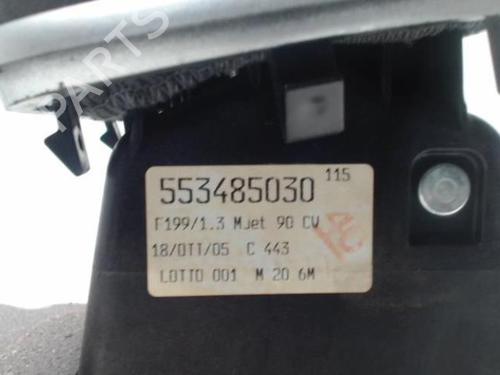 PARTS
115
553485030
F199/1.3 MJet 90 CV
18/OTT/05 C 443
LOTTO 001 M 20 6M